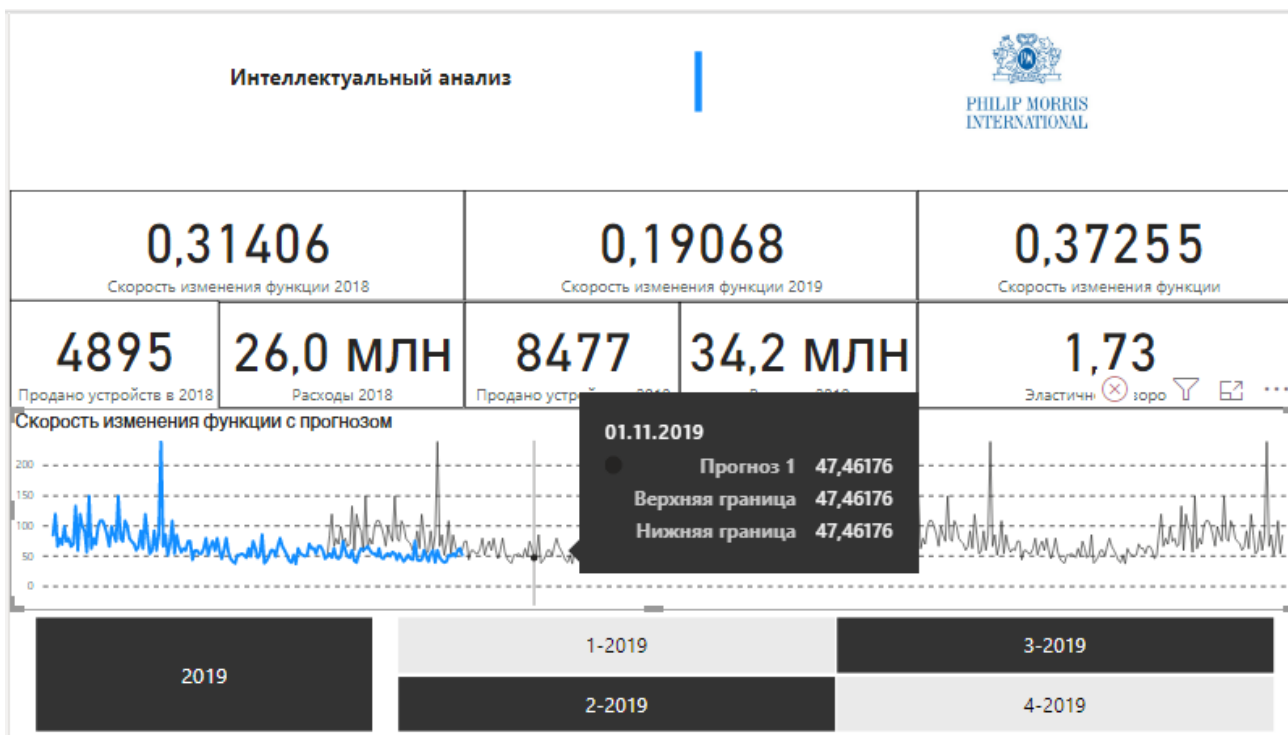 Интеллектуальный анализ
PHILIP MORRIS
INTERNATIONAL
0,31406
Скорость изменения функции 2018
0,19068
Скорость изменения функции 2019
0,37255
Скорость изменения функции
4895
Продано устройств в 2018
26,0 млн
Расходы 2018
8477
Продано
34,2 млн
1,73
Скорость изменения функции с прогнозом
200
150
100
50
0
01.11.2019
Прогноз 1 47,46176
Верхняя граница 47,46176
Нижняя граница 47,46176
2019
1-2019
3-2019
2-2019
4-2019